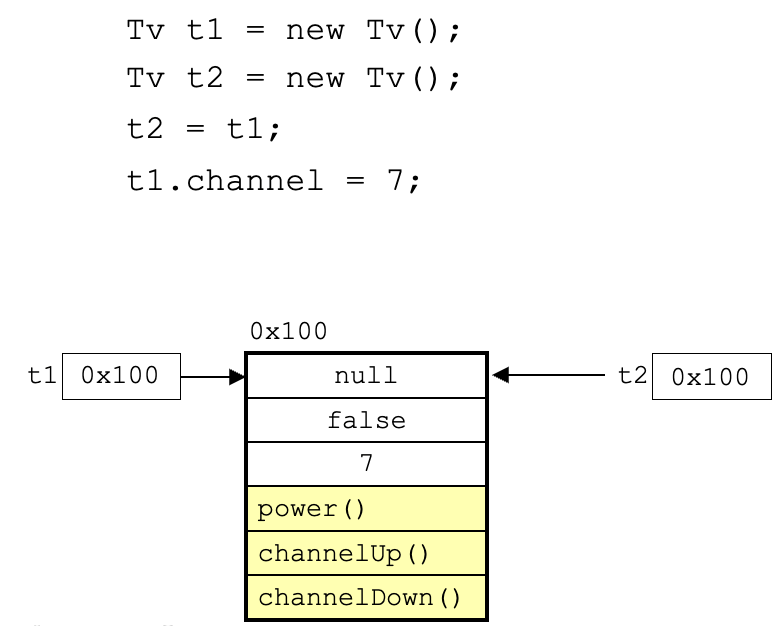 Tv t1 = new Tv();
Tv t2 = new Tv();
t2 = t1;
t1.channel = 7;
0x100
t1 0x100 null t2 0x100
false
7
power()
channelUp()
channelDown()